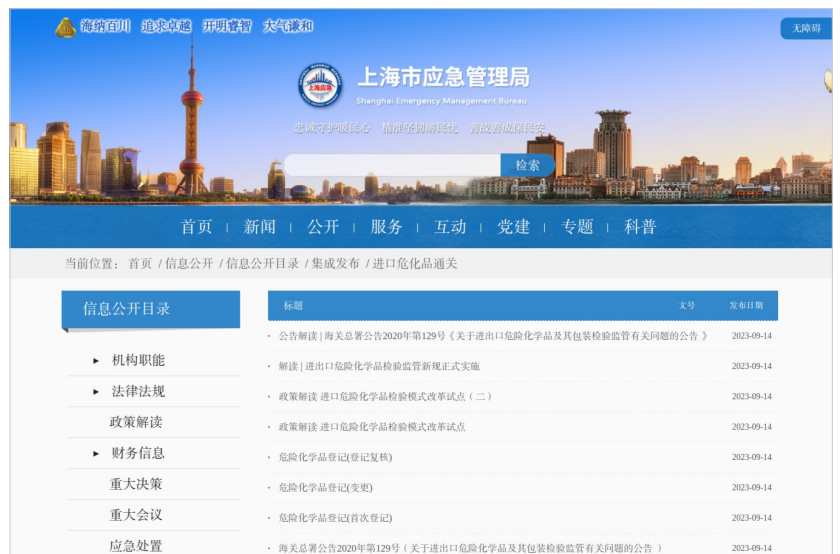 海纳百川 追求卓越 开明睿智 大气谦和
无障碍
上海应急
上海市应急管理局
Shanghai Emergency Management Bureau
忠诚守护暖民心 精准坚韧解民忧 善战善成保民安
检索
首页 | 新闻 | 公开 | 服务 | 互动 | 党建 | 专题 | 科普
当前位置： 首页 /信息公开 /信息公开目录 /集成发布 /进口危化品通关
信息公开目录
机构职能
法律法规
政策解读
财务信息
重大决策
重大会议
应急处置
标题 文号 发布日期
公告解读 | 海关总署公告2020年第129号《关于进出口危险化学品及其包装检验监管有关问题的公告 》 2023-09-14
解读 | 进出口危险化学品检验监管新规正式实施 2023-09-14
政策解读 进口危险化学品检验模式改革试点（二） 2023-09-14
政策解读 进口危险化学品检验模式改革试点 2023-09-14
危险化学品登记(登记复核) 2023-09-14
危险化学品登记(变更) 2023-09-14
危险化学品登记(首次登记) 2023-09-14
海关总署公告2020年第129号（关于进出口危险化学品及其包装检验监管有关问题的公告 ） 2023-09-14